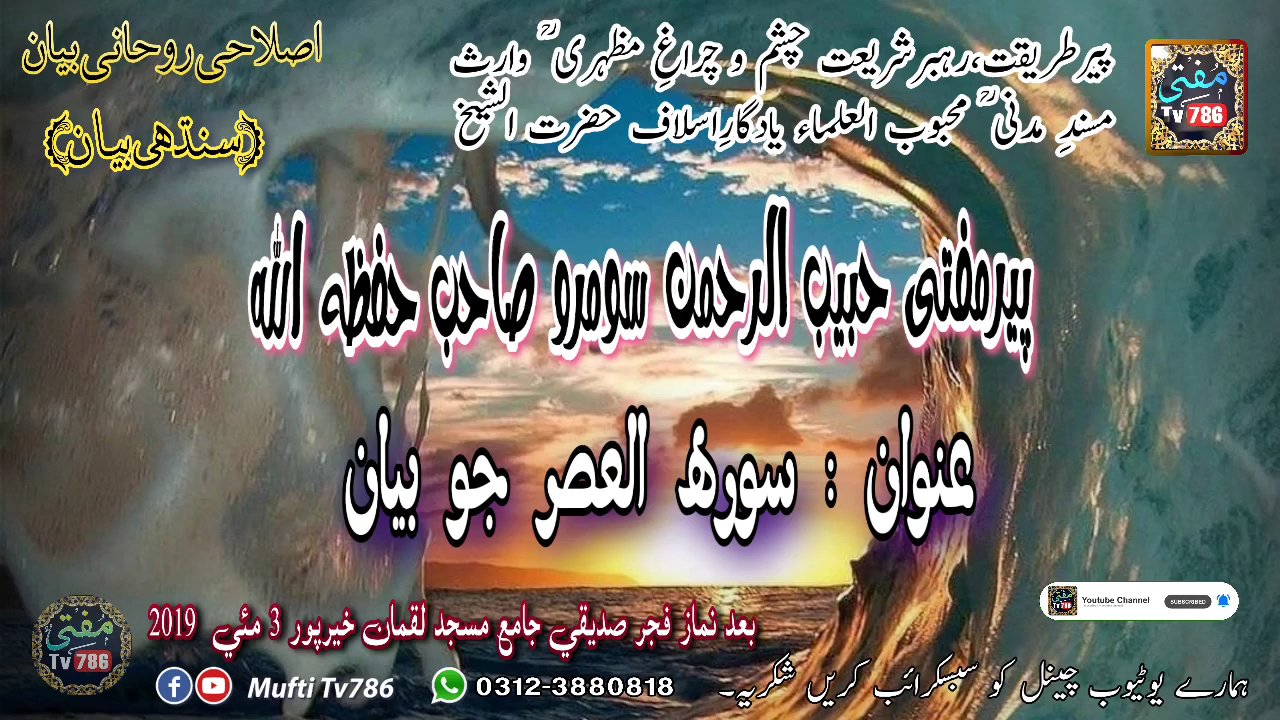 پیر طریقت،رہبر شریعت چشم و چراغِ مظہریؒ وارث
مسندِ مدنیؒ محبوب العلماء یادگارِ اسلاف حضرت الشیخ
اصلاحی روحانی بیان
(سنڌهی بیان)
مفتی
Tv 786
پیرمفتی حبیب الرحمن سومرو صاحب حفظہ اللہ
عنوان : سورھ العصر جو بیان
Youtube Channel
SUBSCRIBED
بعد نماز فجر صديقي جامع مسجد لقمان خيرپور 3 مئي 2019
مفتی
Tv 786
Mufti Tv786
0312-3880818
ہمارے یوٹیوب چینل کو سبسکرائب کریں شکریہ۔